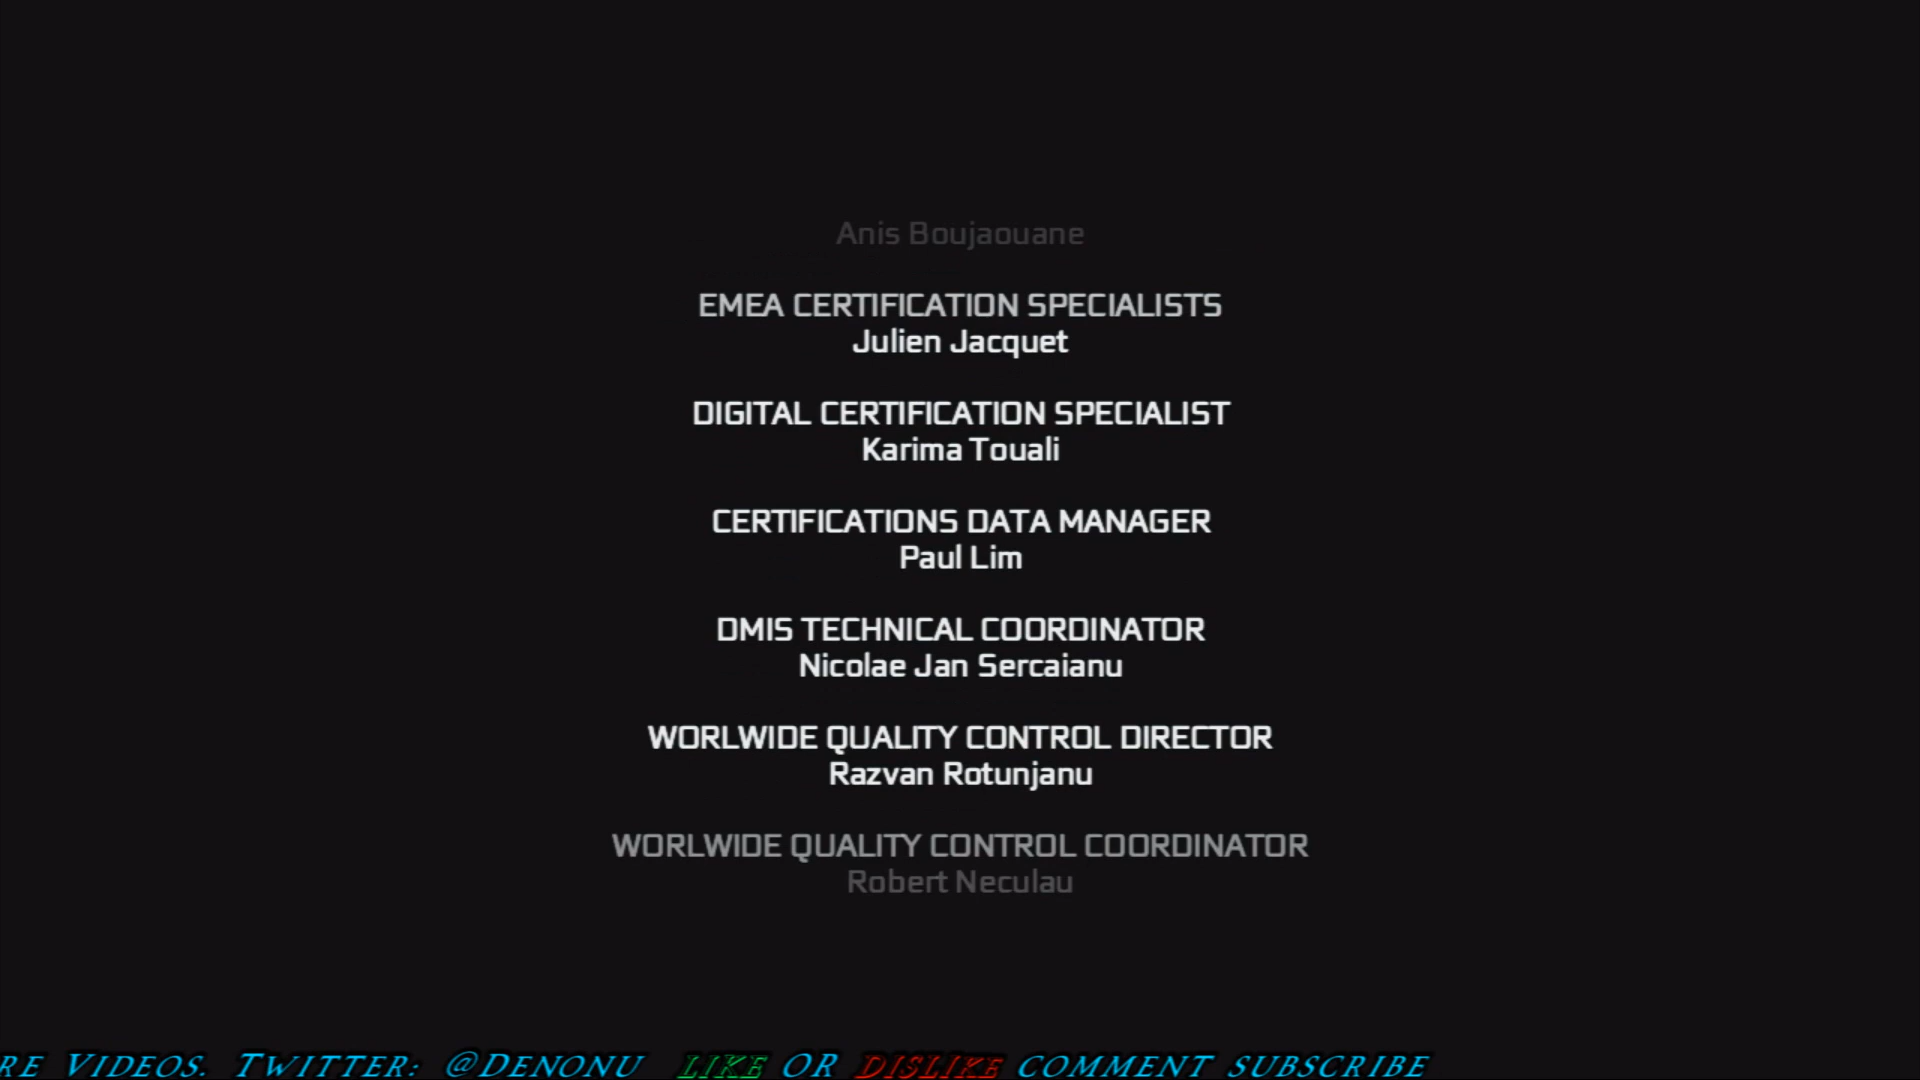 Anis Boujaouane
EMEA CERTIFICATION SPECIALISTS
Julien Jacquet
DIGITAL CERTIFICATION SPECIALIST
Karima Touali
CERTIFICATIONS DATA MANAGER
Paul Lim
DMIS TECHNICAL COORDINATOR
Nicolae Jan Sercaianu
WORLWIDE QUALITY CONTROL DIRECTOR
Razvan Rotunjanu
WORLWIDE QUALITY CONTROL COORDINATOR
Robert Neculau
RE VIDEOS. TWITTER: @DENONU LIKE OR DISLIKE COMMENT SUBSCRIBE